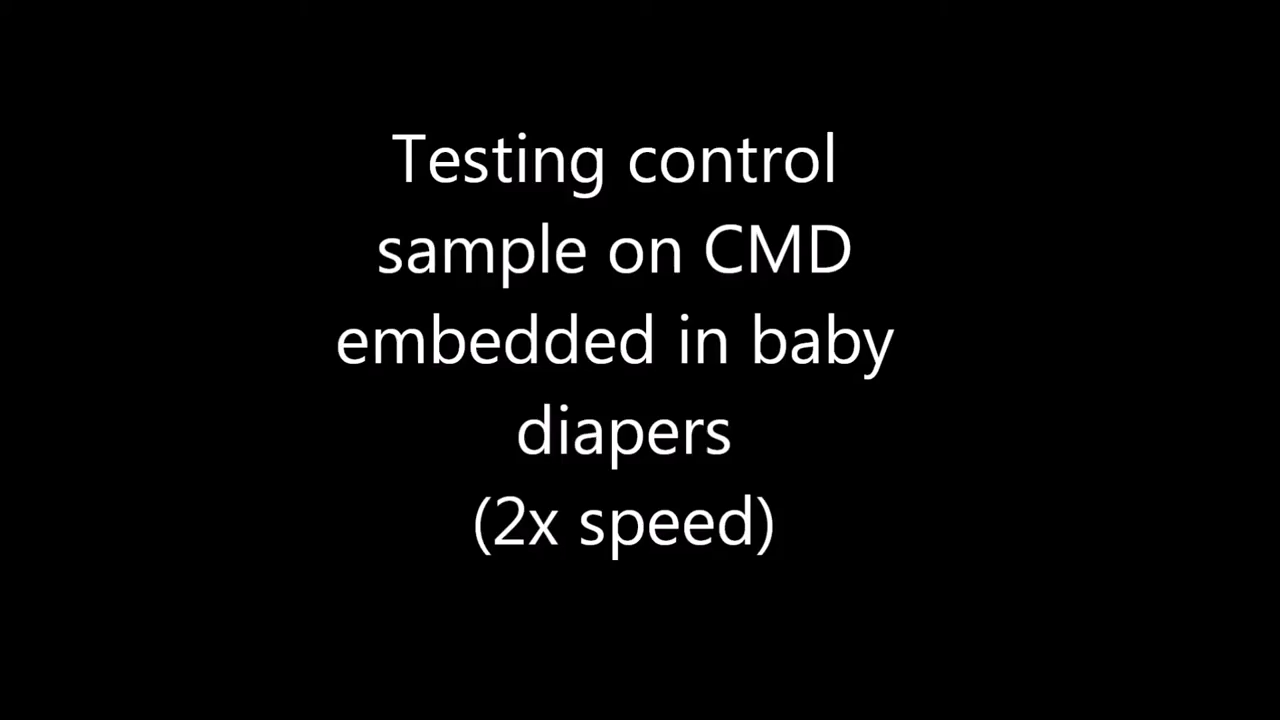 Testing control
sample on CMD
embedded in baby
diapers
(2x speed)